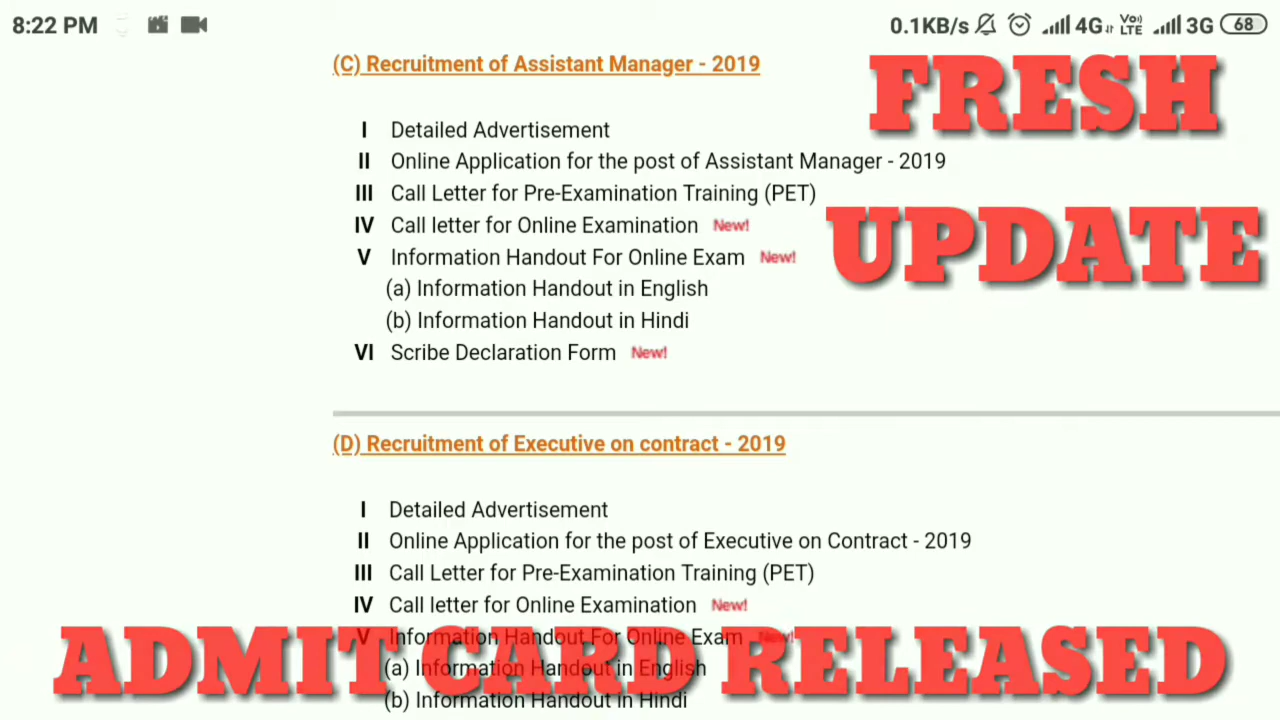 8:22 PM 0.1KB/s 4G Vo) LTE 3G 68
(C) Recruitment of Assistant Manager - 2019
FRESH
I Detailed Advertisement
II Online Application for the post of Assistant Manager - 2019
III Call Letter for Pre-Examination Training (PET)
IV Call letter for Online Examination New!
UPDATE
V Information Handout For Online Exam New!
(a) Information Handout in English
(b) Information Handout in Hindi
VI Scribe Declaration Form New!
(D) Recruitment of Executive on contract - 2019
I Detailed Advertisement
II Online Application for the post of Executive on Contract - 2019
III Call Letter for Pre-Examination Training (PET)
IV Call letter for Online Examination New!
V Information Handout For Online Exam New!
ADMIT CARD RELEASED
(a) Information Handout in English
(b) Information Handout in Hindi